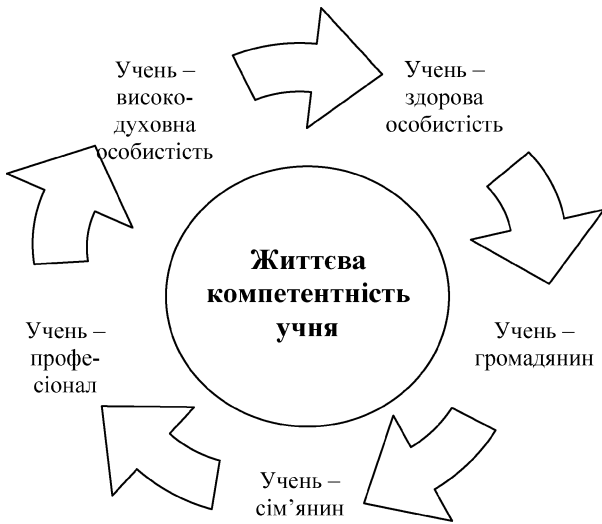 Учень –
високо-
духовна
особистість
Учень –
здорова
особистість
Життєва
компетентність
учня
Учень –
профе-
сіонал
Учень –
громадянин
Учень –
сім’янин